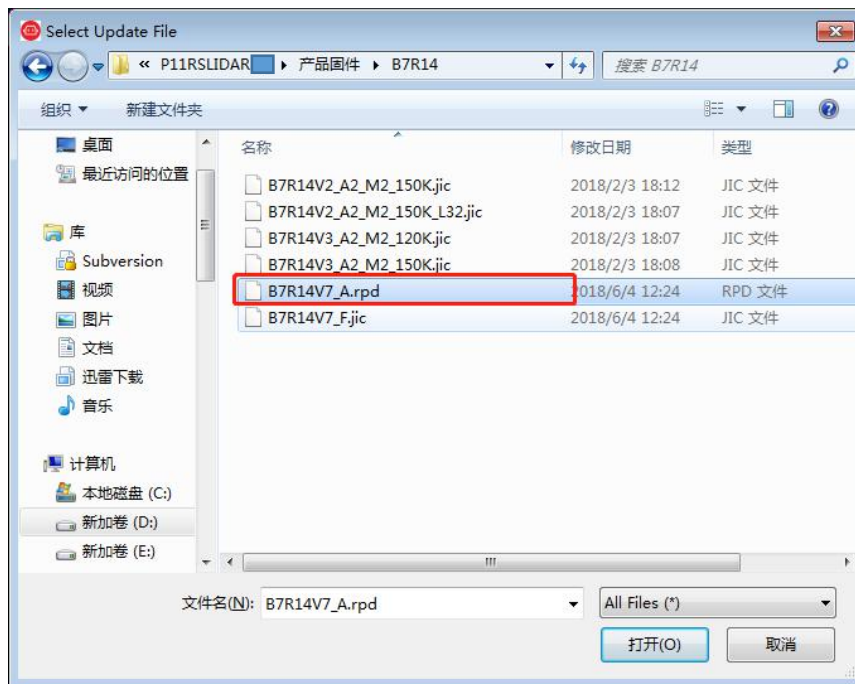 Select Update File
« P11RSLIDAR ▸ 产品固件 ▸ B7R14
搜索 B7R14
组织 新建文件夹
名称 修改日期 类型
桌面
最近访问的位置
库
Subversion
视频
图片
文档
迅雷下载
音乐
计算机
本地磁盘 (C:)
新加卷 (D:)
新加卷 (E:)
B7R14V2_A2_M2_150K.jic 2018/2/3 18:12 JIC 文件
B7R14V2_A2_M2_150K_L32.jic 2018/2/3 18:07 JIC 文件
B7R14V3_A2_M2_120K.jic 2018/2/3 18:07 JIC 文件
B7R14V3_A2_M2_150K.jic 2018/2/3 18:08 JIC 文件
B7R14V7_A.rpd 2018/6/4 12:24 RPD 文件
B7R14V7_F.jic 2018/6/4 12:24 JIC 文件
文件名(N): B7R14V7_A.rpd All Files (*)
打开(O) 取消